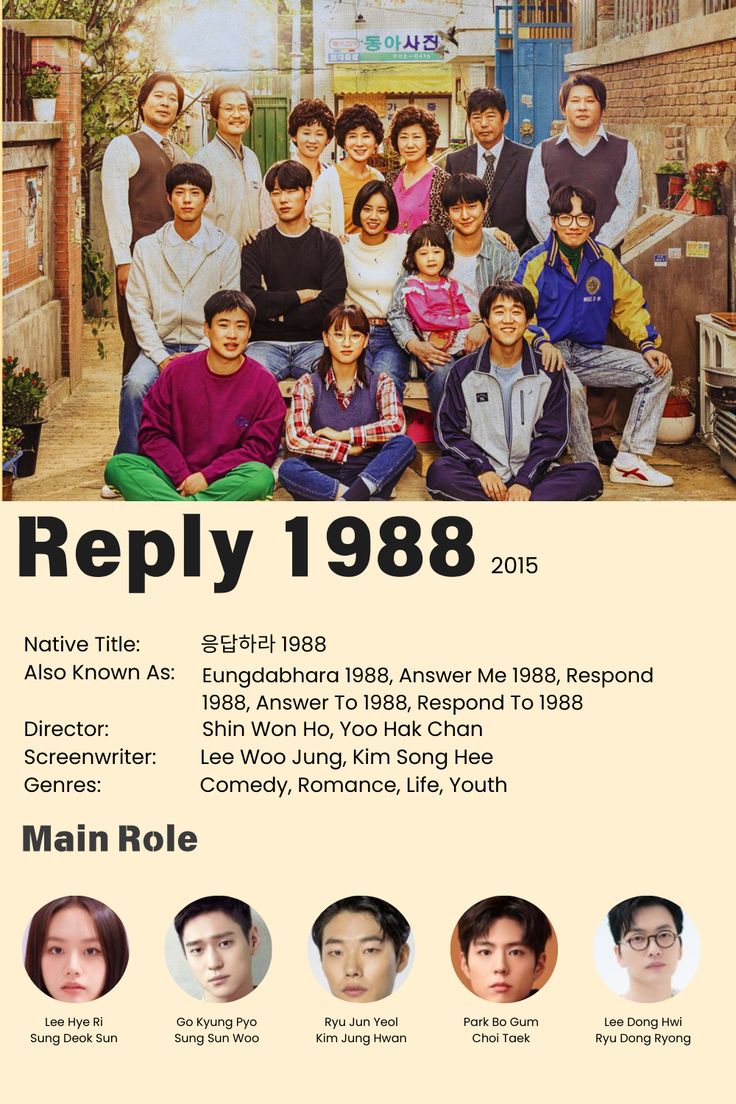 동아사진
902-0416
Reply 1988 2015
Native Title: 응답하라 1988
Also Known As: Eungdabhara 1988, Answer Me 1988, Respond
1988, Answer To 1988, Respond To 1988
Director: Shin Won Ho, Yoo Hak Chan
Screenwriter: Lee Woo Jung, Kim Song Hee
Genres: Comedy, Romance, Life, Youth
Main Role
Lee Hye Ri
Sung Deok Sun
Go Kyung Pyo
Sung Sun Woo
Ryu Jun Yeol
Kim Jung Hwan
Park Bo Gum
Choi Taek
Lee Dong Hwi
Ryu Dong Ryong